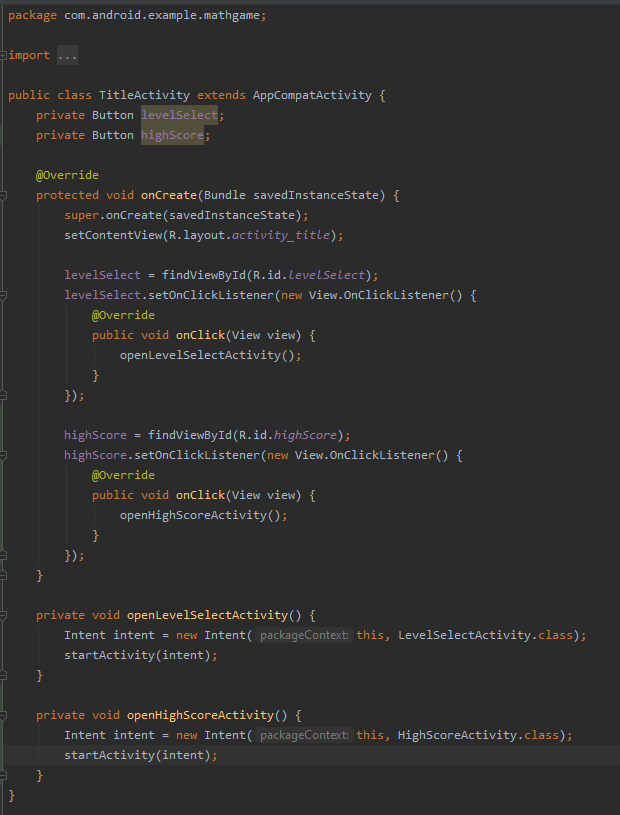 package com.android.example.mathgame;
import ...
public class TitleActivity extends AppCompatActivity {
    private Button levelSelect;
    private Button highScore;
    @Override
    protected void onCreate(Bundle savedInstanceState) {
        super.onCreate(savedInstanceState);
        setContentView(R.layout.activity_title);
        levelSelect = findViewById(R.id.levelSelect);
        levelSelect.setOnClickListener(new View.OnClickListener() {
            @Override
            public void onClick(View view) {
                openLevelSelectActivity();
            }
        });
        highScore = findViewById(R.id.highScore);
        highScore.setOnClickListener(new View.OnClickListener() {
            @Override
            public void onClick(View view) {
                openHighScoreActivity();
            }
        });
    }
    private void openLevelSelectActivity() {
        Intent intent = new Intent( packageContext: this, LevelSelectActivity.class);
        startActivity(intent);
    }
    private void openHighScoreActivity() {
        Intent intent = new Intent( packageContext: this, HighScoreActivity.class);
        startActivity(intent);
    }
}